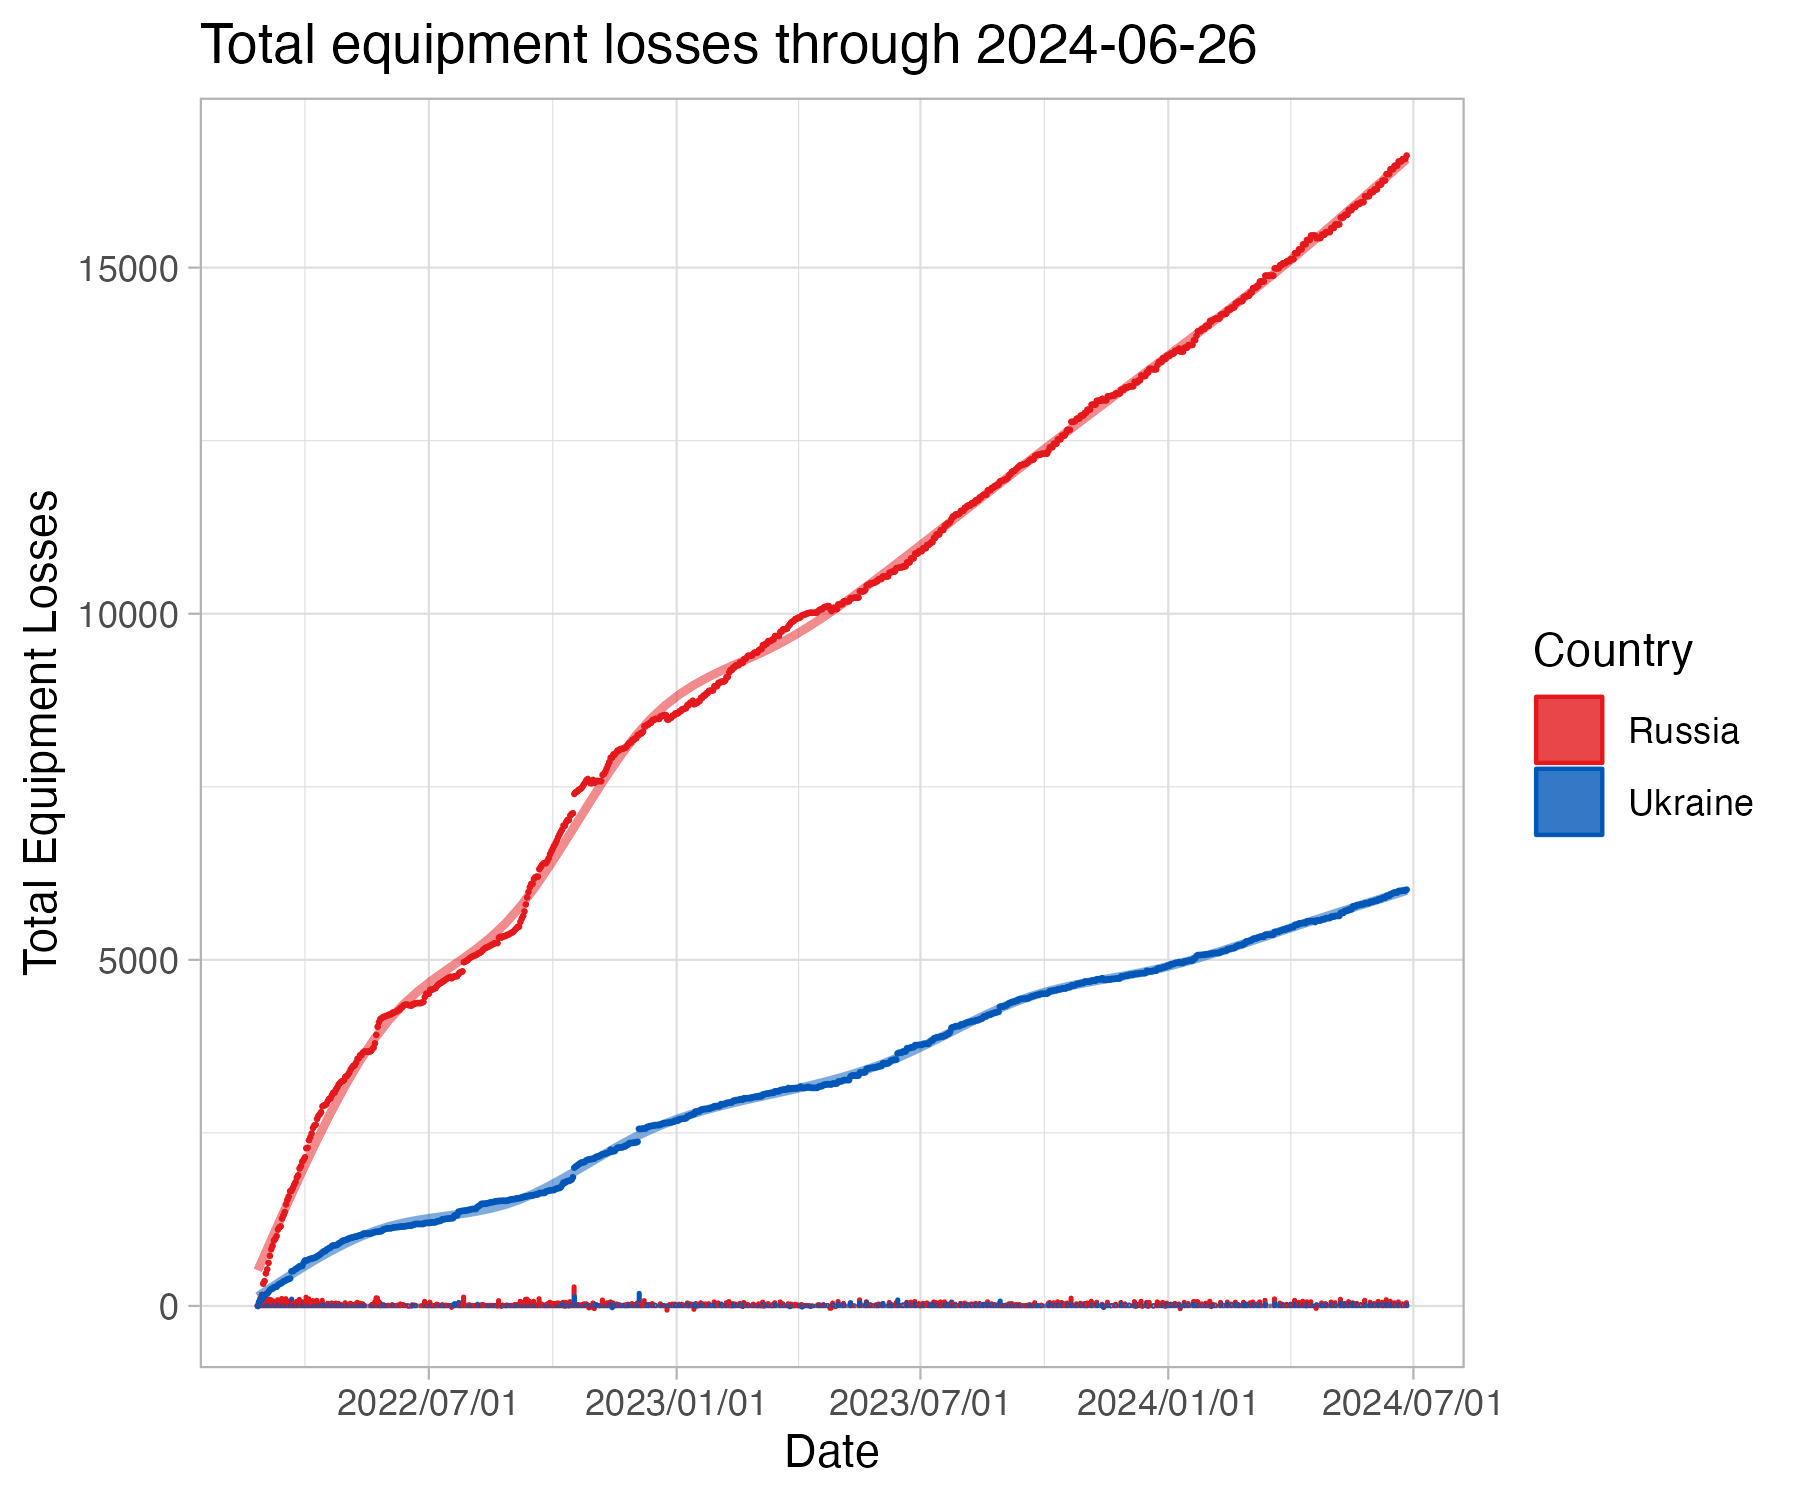 Total equipment losses through 2024-06-26
Total Equipment Losses
15000
10000
5000
0
2022/07/01
2023/01/01
2023/07/01
2024/01/01
2024/07/01
Date
Country
Russia
Ukraine